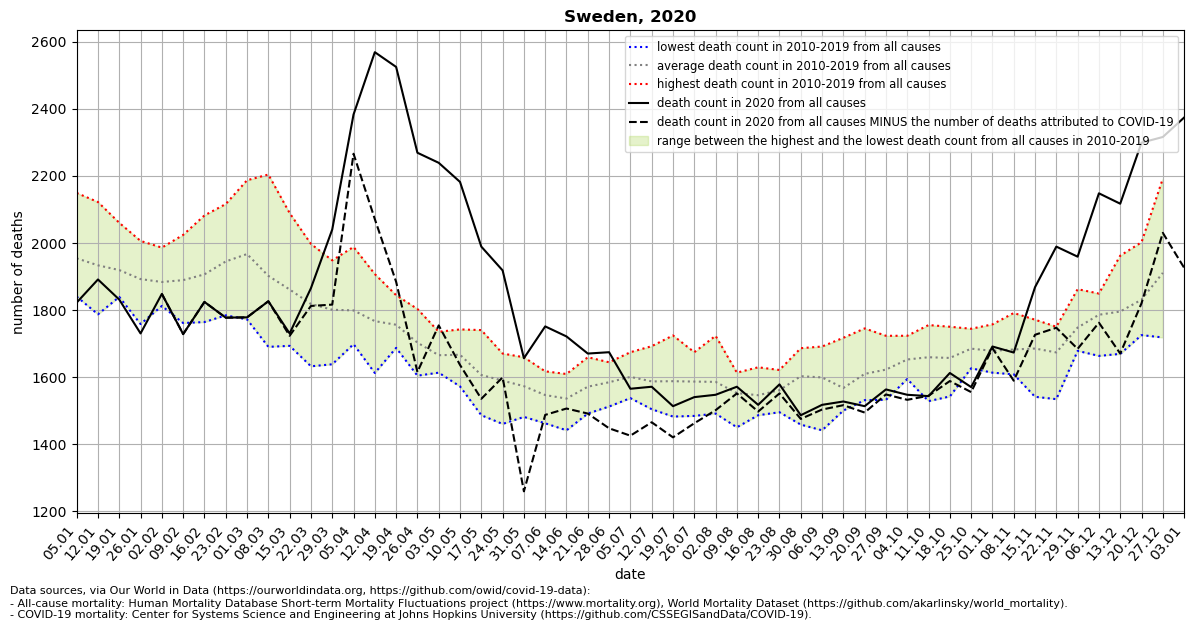 Sweden, 2020
lowest death count in 2010-2019 from all causes
average death count in 2010-2019 from all causes
highest death count in 2010-2019 from all causes
death count in 2020 from all causes
death count in 2020 from all causes MINUS the number of deaths attributed to COVID-19
range between the highest and the lowest death count from all causes in 2010-2019
number of deaths
2600
2400
2200
2000
1800
1600
1400
1200
05.01 12.01 19.01 26.01 02.02 09.02 16.02 23.02 01.03 08.03 15.03 22.03 29.03 05.04 12.04 19.04 26.04 03.05 10.05 17.05 24.05 31.05 07.06 14.06 21.06 28.06 05.07 12.07 19.07 26.07 02.08 09.08 16.08 23.08 30.08 06.09 13.09 20.09 27.09 04.10 11.10 18.10 25.10 01.11 08.11 15.11 22.11 29.11 06.12 13.12 20.12 27.12 03.01
date
Data sources, via Our World in Data (https://ourworldindata.org, https://github.com/owid/covid-19-data):
- All-cause mortality: Human Mortality Database Short-term Mortality Fluctuations project (https://www.mortality.org), World Mortality Dataset (https://github.com/akarlinsky/world_mortality).
- COVID-19 mortality: Center for Systems Science and Engineering at Johns Hopkins University (https://github.com/CSSEGISandData/COVID-19).